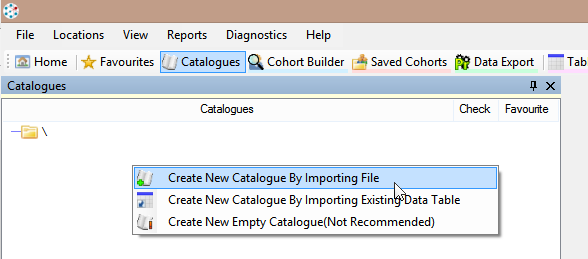 File Locations View Reports Diagnostics Help
Home Favourites Catalogues Cohort Builder Saved Cohorts Data Export Tab
Catalogues
Catalogues Check Favourite
\
Create New Catalogue By Importing File
Create New Catalogue By Importing Existing Data Table
Create New Empty Catalogue(Not Recommended)